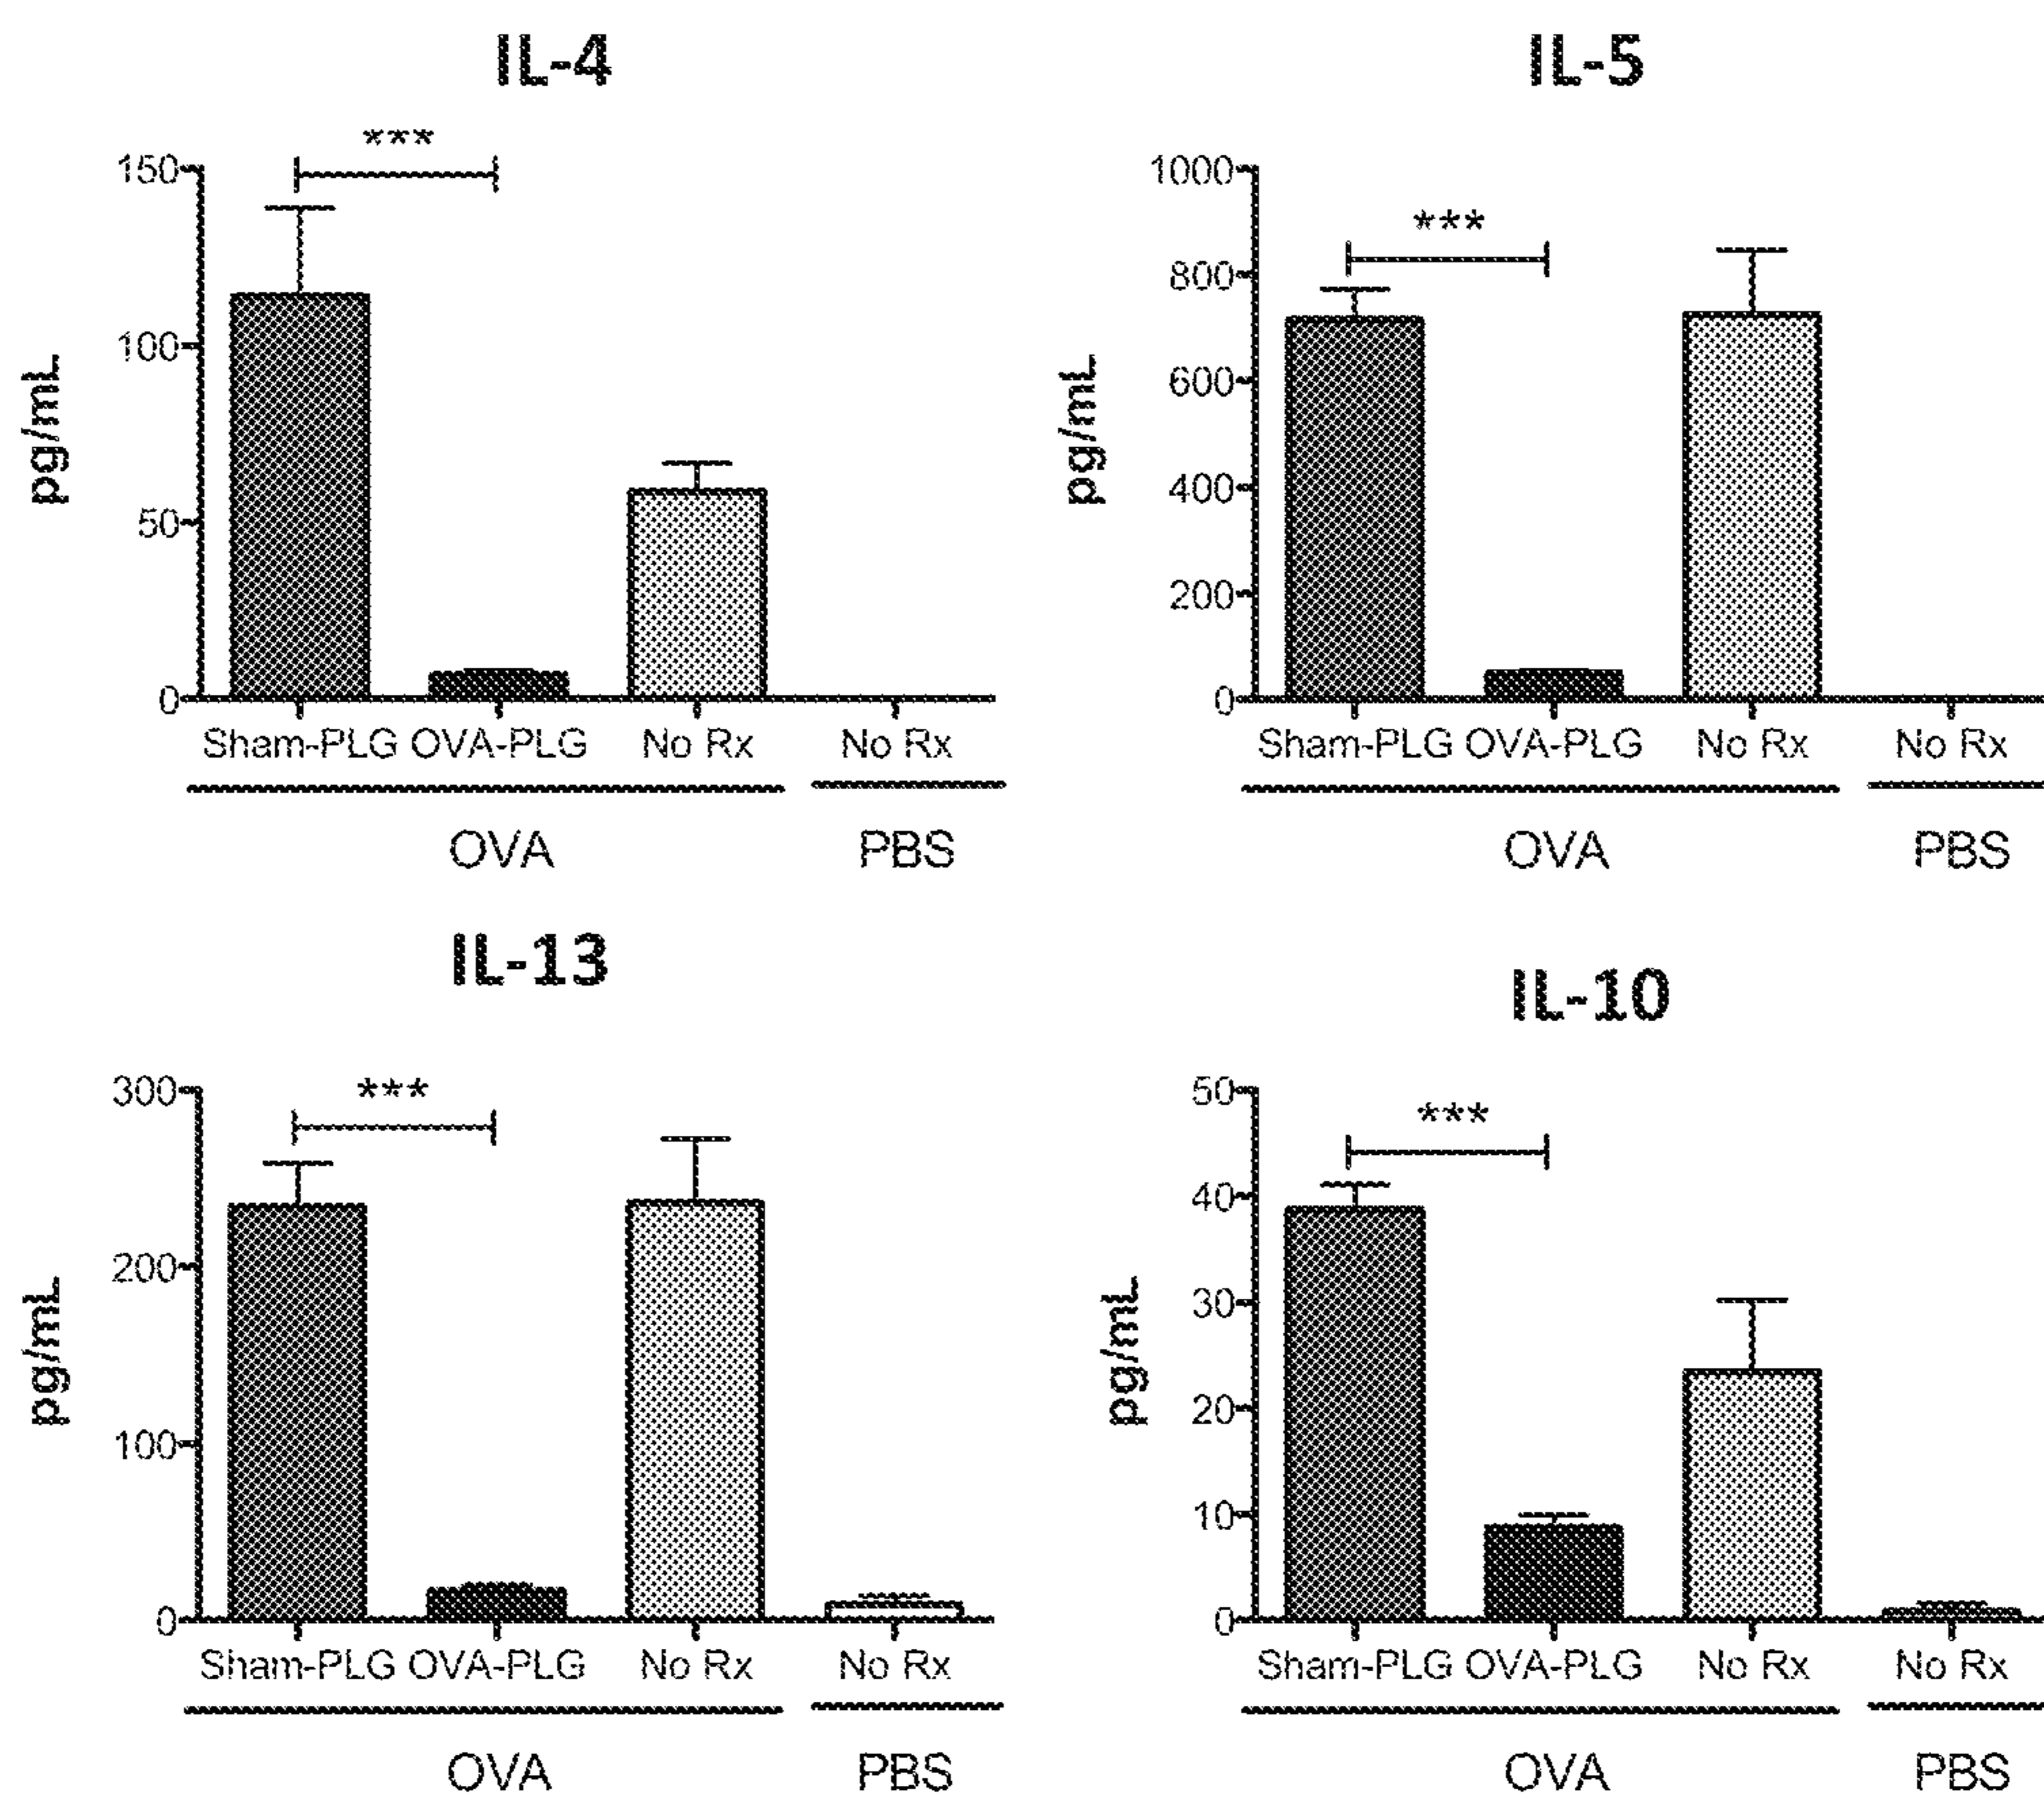 IL-4
***
150
100
50
0
pg/mL
Sham-PLG OVA-PLG No Rx No Rx
OVA PBS
IL-5
***
1000
800
600
400
200
0
pg/mL
Sham-PLG OVA-PLG No Rx No Rx
OVA PBS
IL-13
***
300
200
100
0
pg/mL
Sham-PLG OVA-PLG No Rx No Rx
OVA PBS
IL-10
***
50
40
30
20
10
0
pg/mL
Sham-PLG OVA-PLG No Rx No Rx
OVA PBS